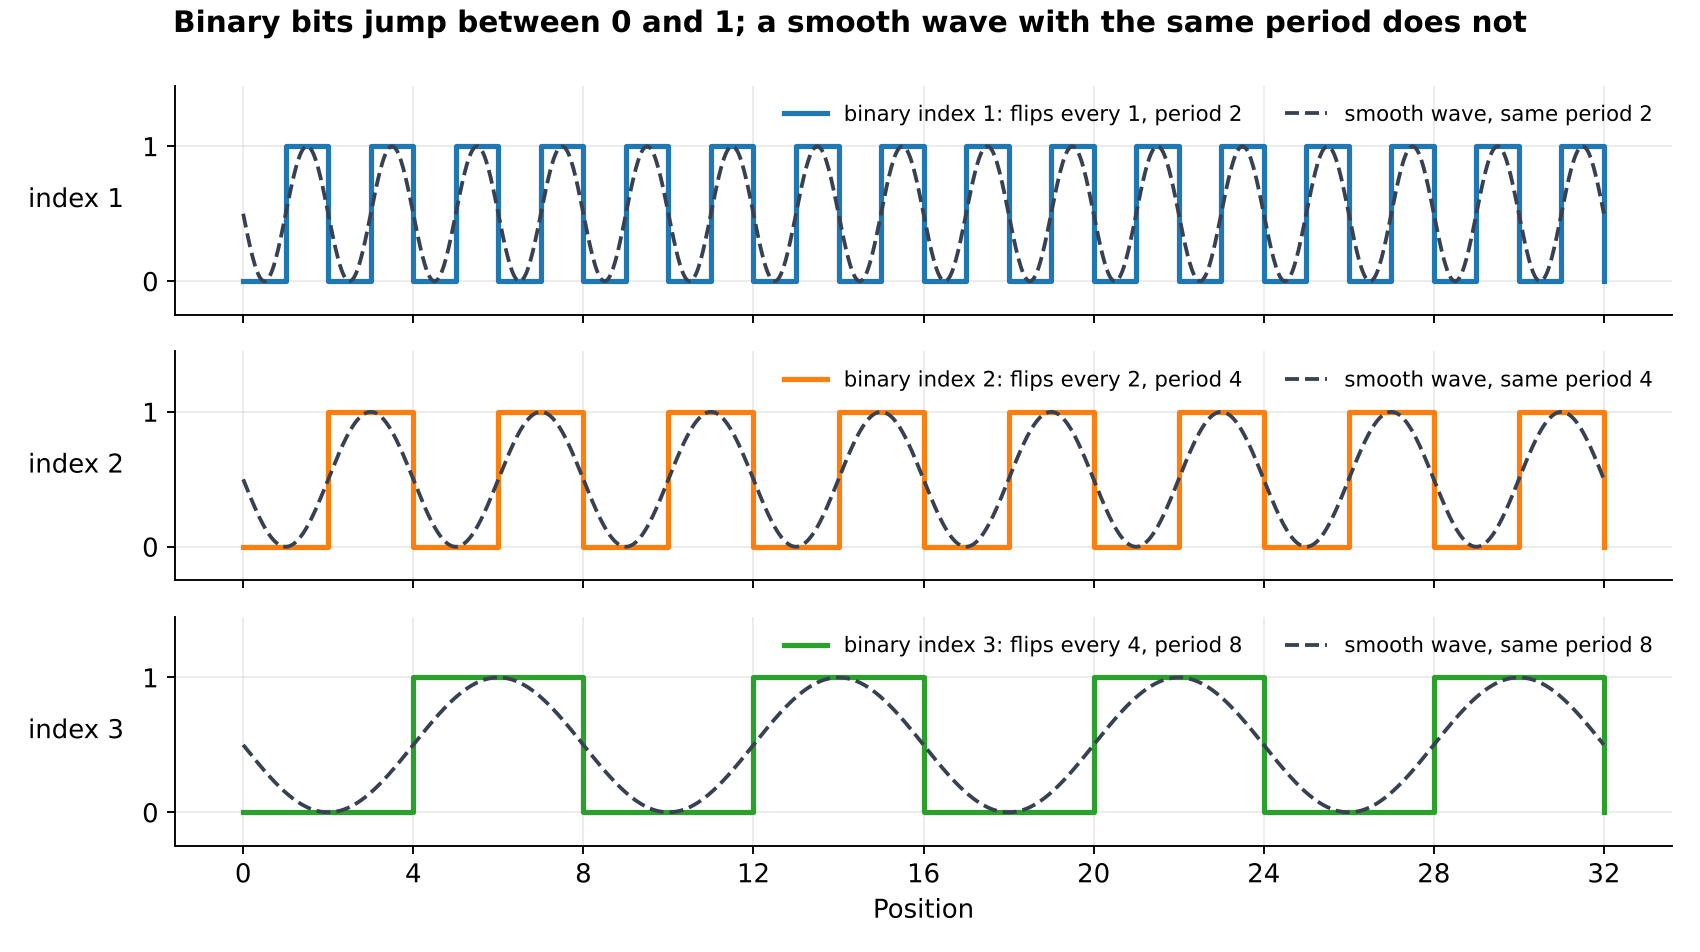 Binary bits jump between 0 and 1; a smooth wave with the same period does not
binary index 1: flips every 1, period 2 smooth wave, same period 2
1
index 1
0
binary index 2: flips every 2, period 4 smooth wave, same period 4
1
index 2
0
binary index 3: flips every 4, period 8 smooth wave, same period 8
1
index 3
0
0 4 8 12 16 20 24 28 32
Position